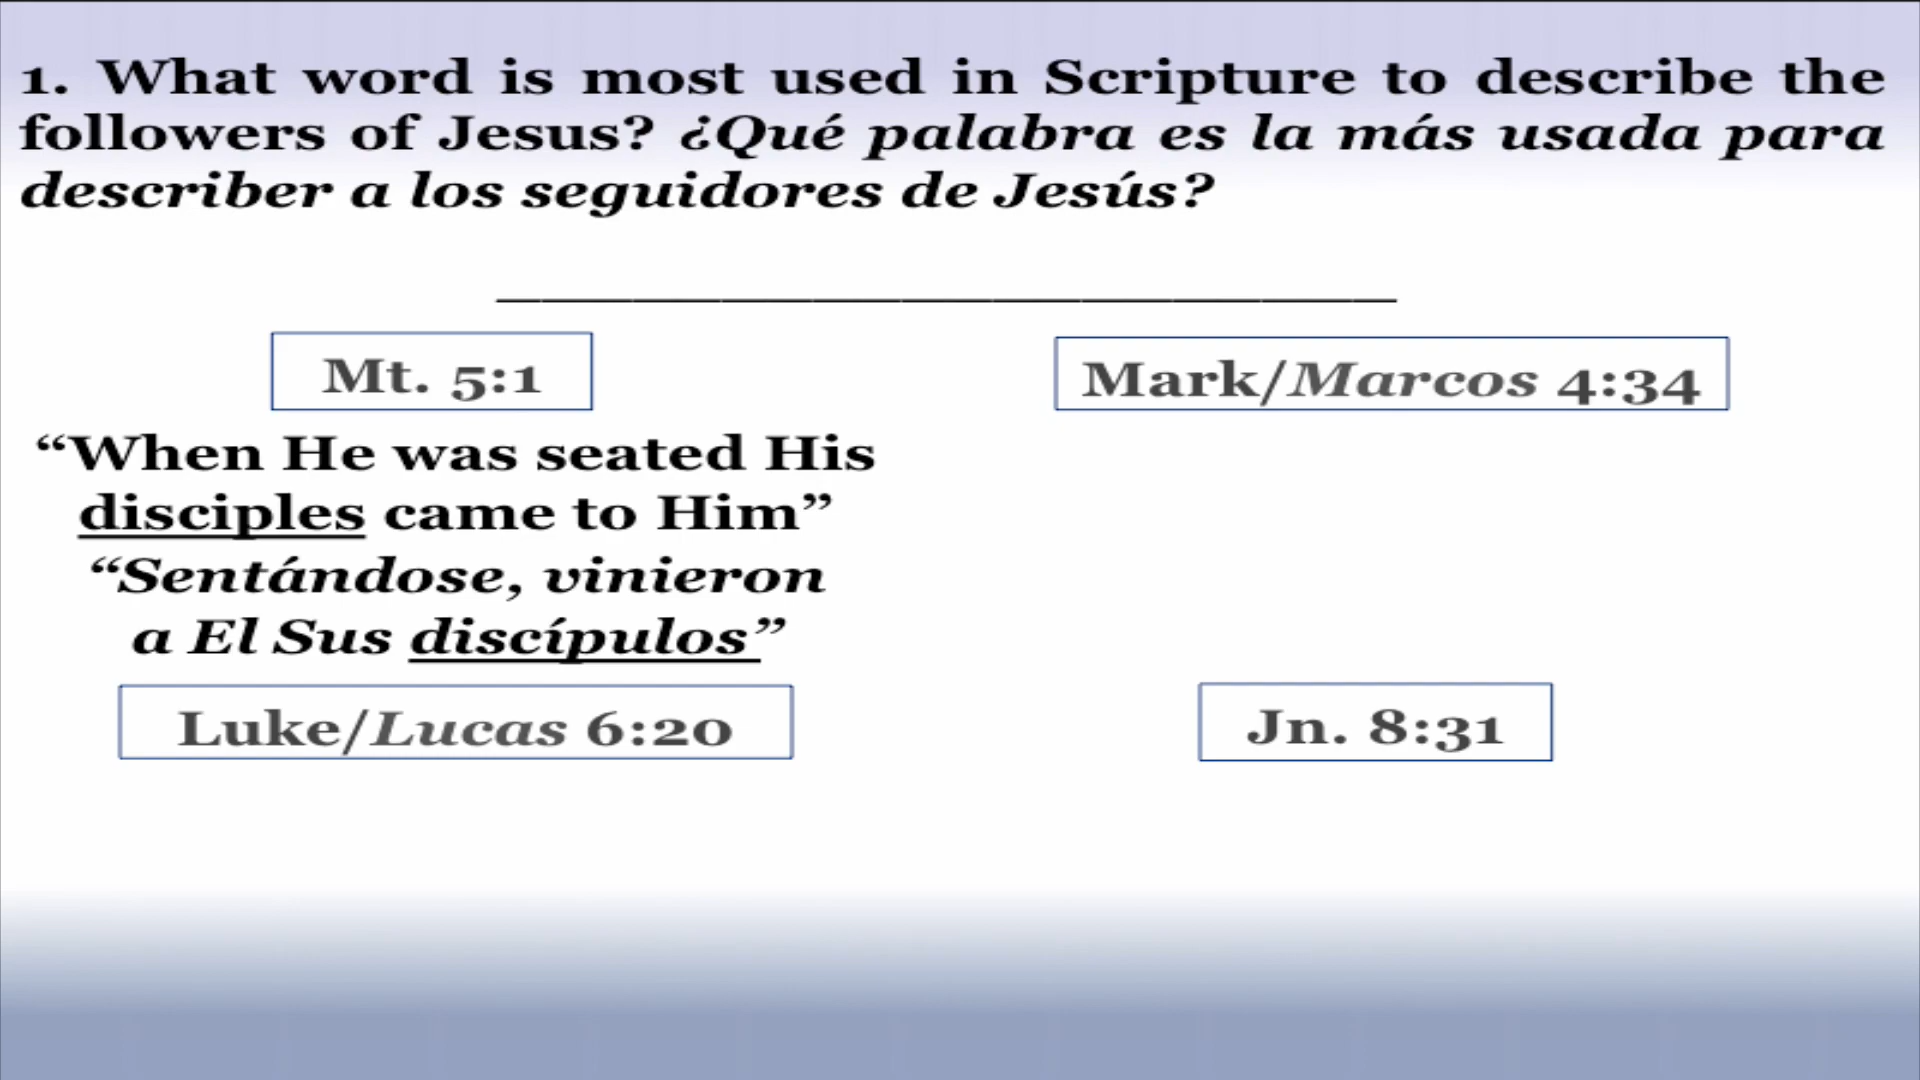 1. What word is most used in Scripture to describe the
followers of Jesus? ¿Qué palabra es la más usada para
describer a los seguidores de Jesús?
____________________
Mt. 5:1
Mark/Marcos 4:34
“When He was seated His
disciples came to Him”
“Sentándose, vinieron
a El Sus discípulos”
Luke/Lucas 6:20
Jn. 8:31